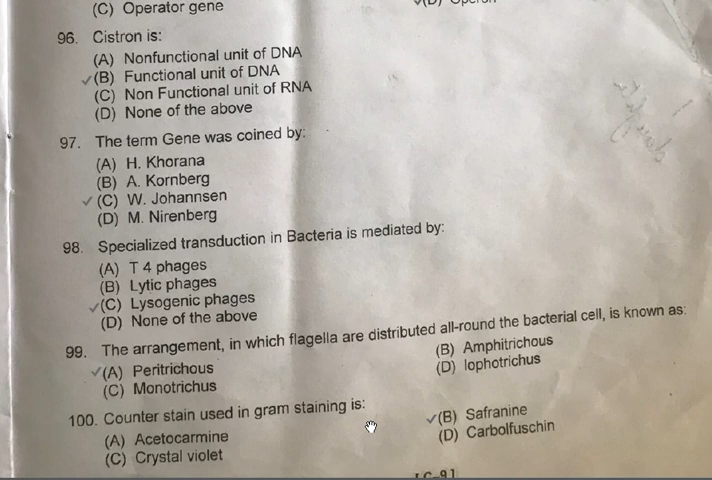 (C) Operator gene
✓(D) Operon
96. Cistron is:
(A) Nonfunctional unit of DNA
✓(B) Functional unit of DNA
(C) Non Functional unit of RNA
(D) None of the above
97. The term Gene was coined by:
(A) H. Khorana
(B) A. Kornberg
✓(C) W. Johannsen
(D) M. Nirenberg
98. Specialized transduction in Bacteria is mediated by:
(A) T 4 phages
(B) Lytic phages
✓(C) Lysogenic phages
(D) None of the above
99. The arrangement, in which flagella are distributed all-round the bacterial cell, is known as:
✓(A) Peritrichous
(B) Amphitrichous
(C) Monotrichus
(D) lophotrichus
100. Counter stain used in gram staining is:
(A) Acetocarmine
✓(B) Safranine
(C) Crystal violet
(D) Carbolfuschin